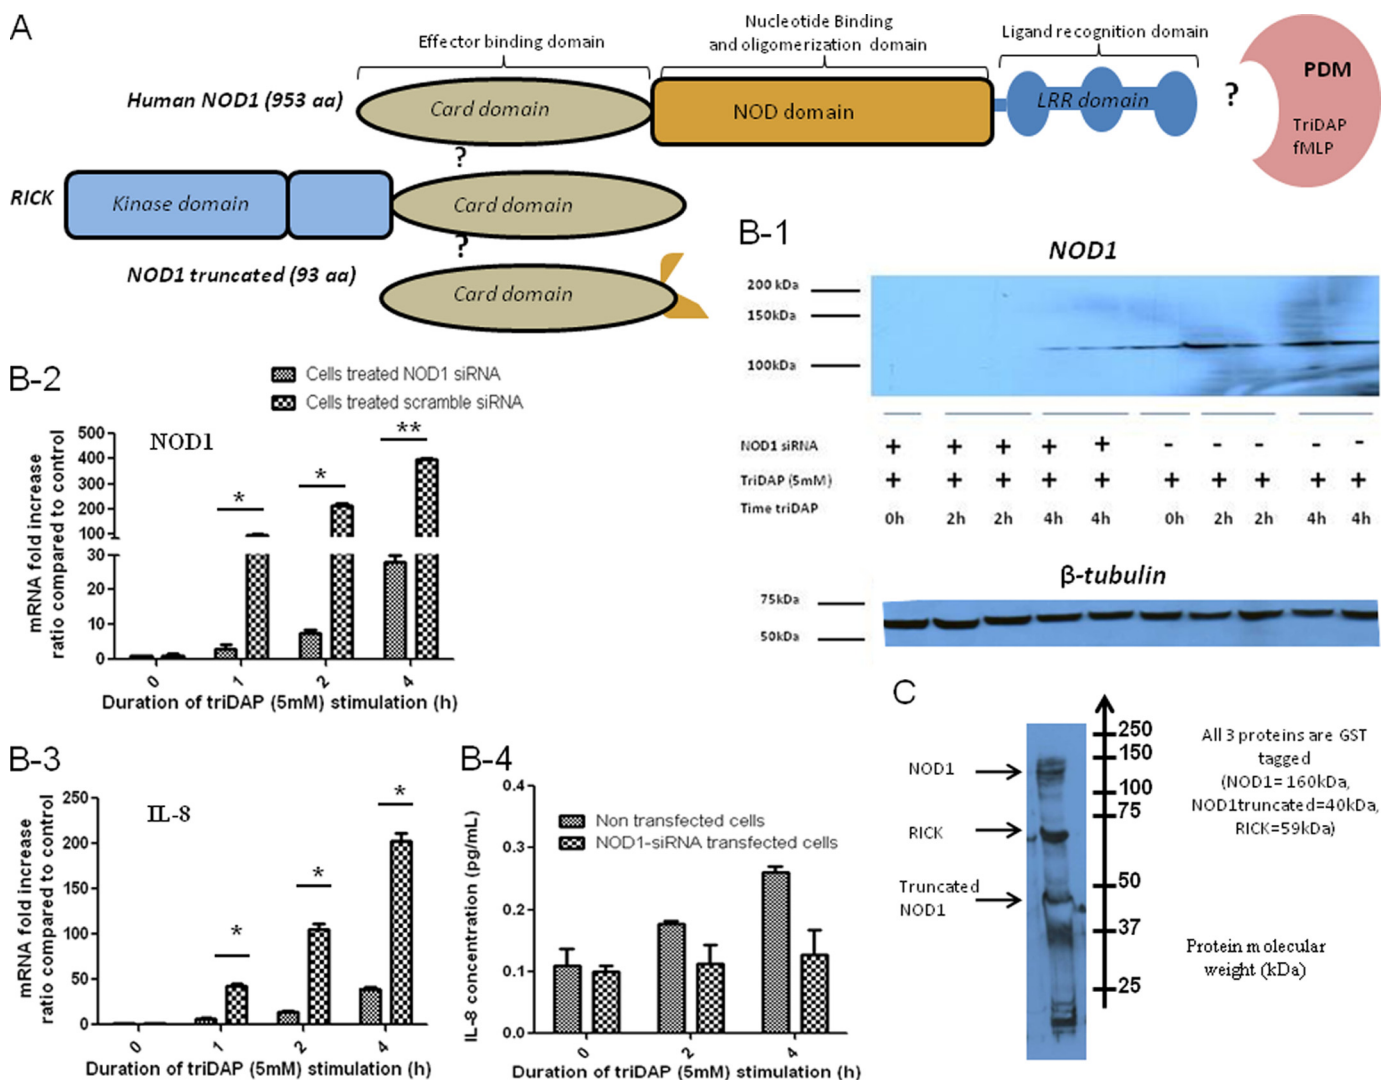 A
Effector binding domain
Nucleotide Binding
and oligomerization domain
Ligand recognition domain
Human NOD1 (953 aa)
Card domain
NOD domain
LRR domain
?
PDM
TriDAP
fMLP
?
RICK
Kinase domain
Card domain
?
NOD1 truncated (93 aa)
Card domain
B-1
NOD1
200 kDa
150kDa
100kDa
NOD1 siRNA + + + + + - - - - -
TriDAP (5mM) + + + + + + + + + +
Time triDAP 0h 2h 2h 4h 4h 0h 2h 2h 4h 4h
β-tubulin
75kDa
50kDa
B-2
Cells treated NOD1 siRNA
Cells treated scramble siRNA
NOD1
mRNA fold increase
ratio compared to control
500
400
300
200
100
30
20
10
0
*
*
**
0 1 2 4
Duration of triDAP (5mM) stimulation (h)
B-3
IL-8
mRNA fold increase
ratio compared to control
250
200
150
100
50
0
*
*
*
0 1 2 4
Duration of triDAP (5mM) stimulation (h)
B-4
Non transfected cells
NOD1-siRNA transfected cells
IL-8 concentration (pg/mL)
0.4
0.3
0.2
0.1
0.0
0 2 4
Duration of triDAP (5mM) stimulation (h)
C
NOD1
RICK
Truncated
NOD1
250
150
100
75
50
37
25
All 3 proteins are GST
tagged
(NOD1= 160kDa,
NOD1truncated=40kDa,
RICK=59kDa)
Protein molecular
weight (kDa)